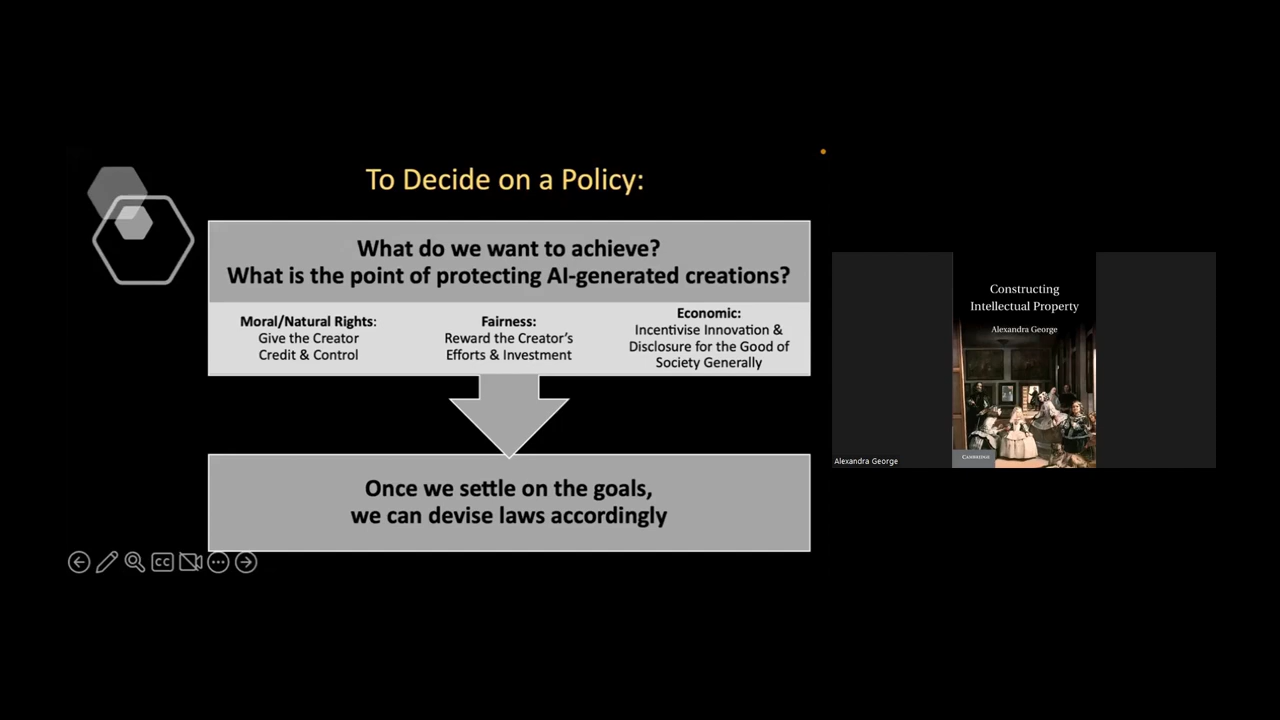 To Decide on a Policy:
What do we want to achieve?
What is the point of protecting AI-generated creations?
Moral/Natural Rights:
Give the Creator
Credit & Control
Fairness:
Reward the Creator's
Efforts & Investment
Economic:
Incentivise Innovation &
Disclosure for the Good of
Society Generally
Once we settle on the goals,
we can devise laws accordingly
CC
Constructing
Intellectual Property
Alexandra George
CAMBRIDGE
Alexandra George